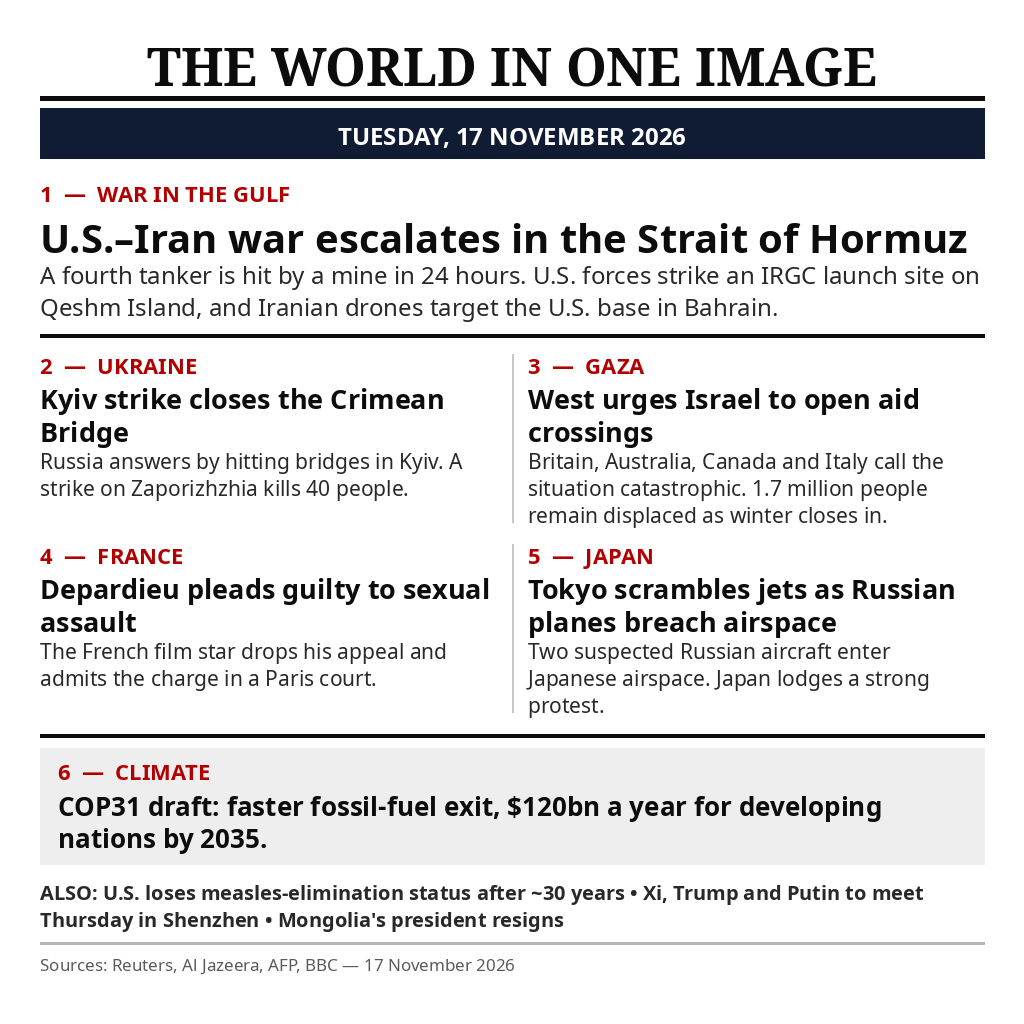 THE WORLD IN ONE IMAGE
TUESDAY, 17 NOVEMBER 2026
1 — WAR IN THE GULF
U.S.–Iran war escalates in the Strait of Hormuz
A fourth tanker is hit by a mine in 24 hours. U.S. forces strike an IRGC launch site on
Qeshm Island, and Iranian drones target the U.S. base in Bahrain.
2 — UKRAINE
Kyiv strike closes the Crimean
Bridge
Russia answers by hitting bridges in Kyiv. A
strike on Zaporizhzhia kills 40 people.
3 — GAZA
West urges Israel to open aid
crossings
Britain, Australia, Canada and Italy call the
situation catastrophic. 1.7 million people
remain displaced as winter closes in.
4 — FRANCE
Depardieu pleads guilty to sexual
assault
The French film star drops his appeal and
admits the charge in a Paris court.
5 — JAPAN
Tokyo scrambles jets as Russian
planes breach airspace
Two suspected Russian aircraft enter
Japanese airspace. Japan lodges a strong
protest.
6 — CLIMATE
COP31 draft: faster fossil-fuel exit, $120bn a year for developing
nations by 2035.
ALSO: U.S. loses measles-elimination status after ~30 years • Xi, Trump and Putin to meet
Thursday in Shenzhen • Mongolia's president resigns
Sources: Reuters, Al Jazeera, AFP, BBC — 17 November 2026